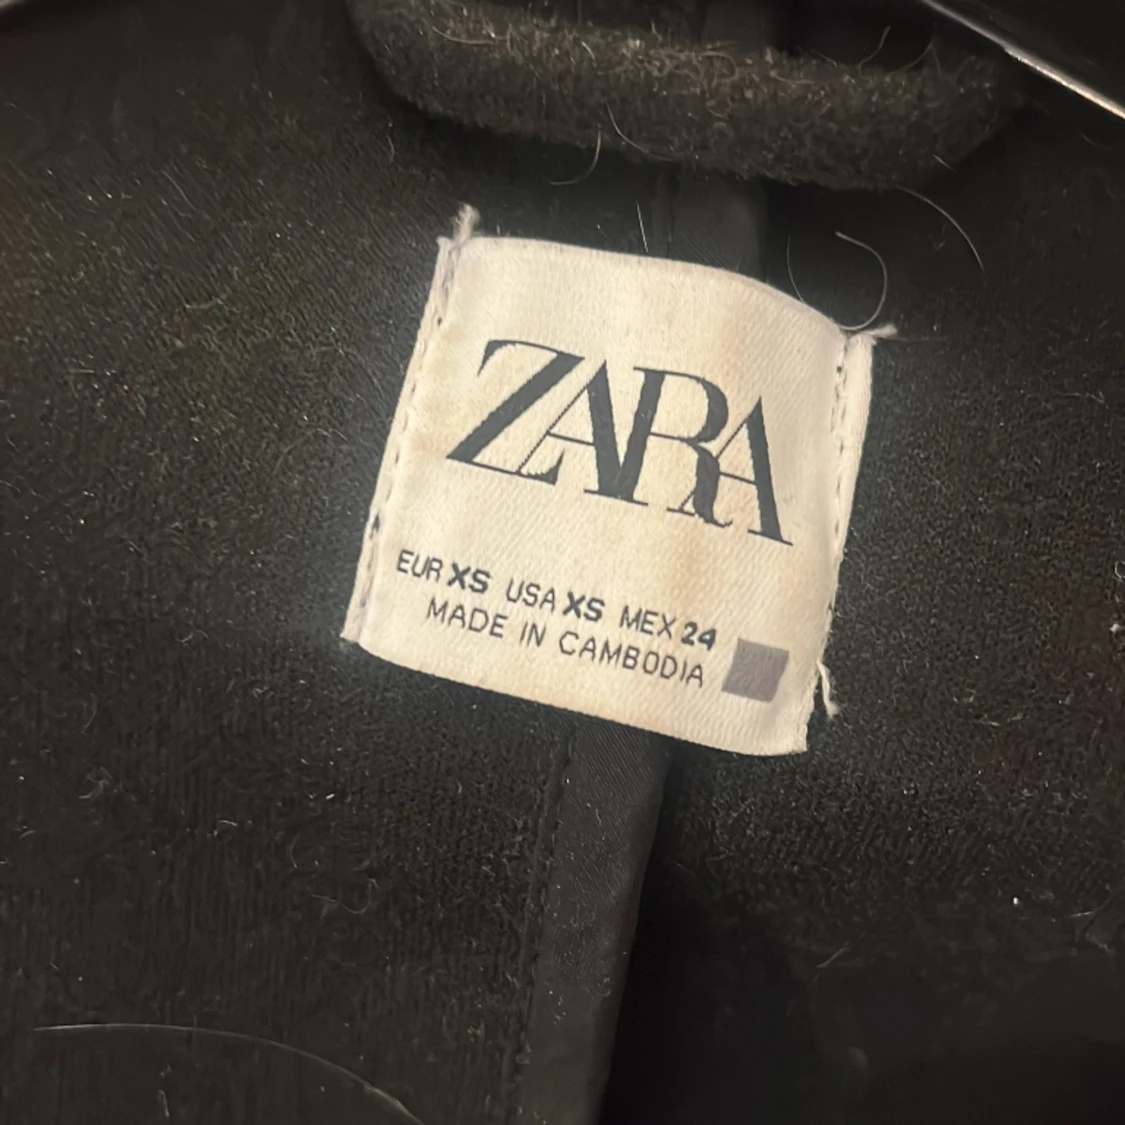 ZARA
EUR XS USA XS MEX 24
MADE IN CAMBODIA